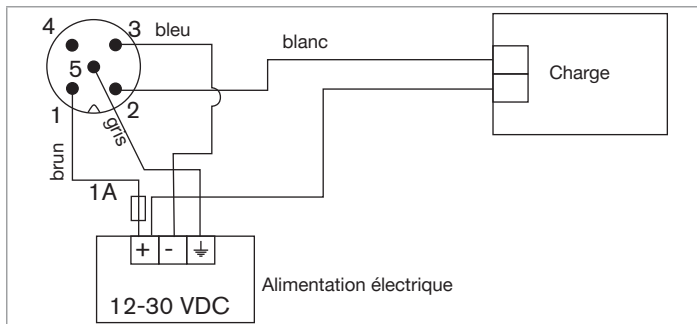 4
3
bleu
blanc
5
Charge
1
2
gris
brun
1A
+ -
Alimentation électrique
12-30 VDC